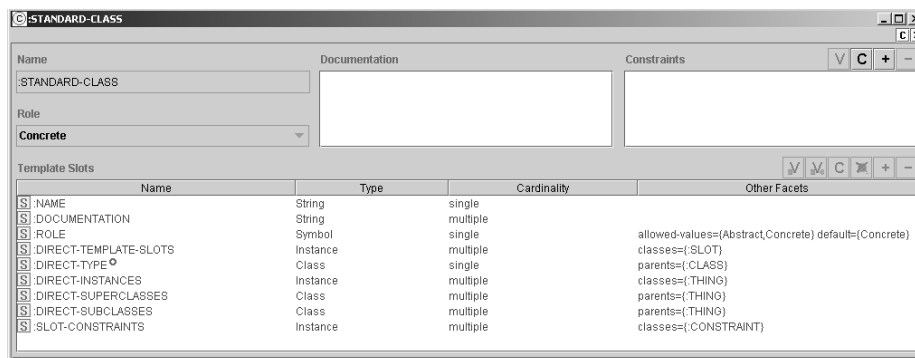 C :STANDARD-CLASS
C
Name Documentation Constraints V C + −
:STANDARD-CLASS
Role
Concrete
Template Slots V V C + −
Name Type Cardinality Other Facets
S :NAME String single
S :DOCUMENTATION String multiple
S :ROLE Symbol single allowed-values={Abstract,Concrete} default={Concrete}
S :DIRECT-TEMPLATE-SLOTS Instance multiple classes={:SLOT}
S :DIRECT-TYPE Class single parents={:CLASS}
S :DIRECT-INSTANCES Instance multiple classes={:THING}
S :DIRECT-SUPERCLASSES Class multiple parents={:THING}
S :DIRECT-SUBCLASSES Class multiple parents={:THING}
S :SLOT-CONSTRAINTS Instance multiple classes={:CONSTRAINT}